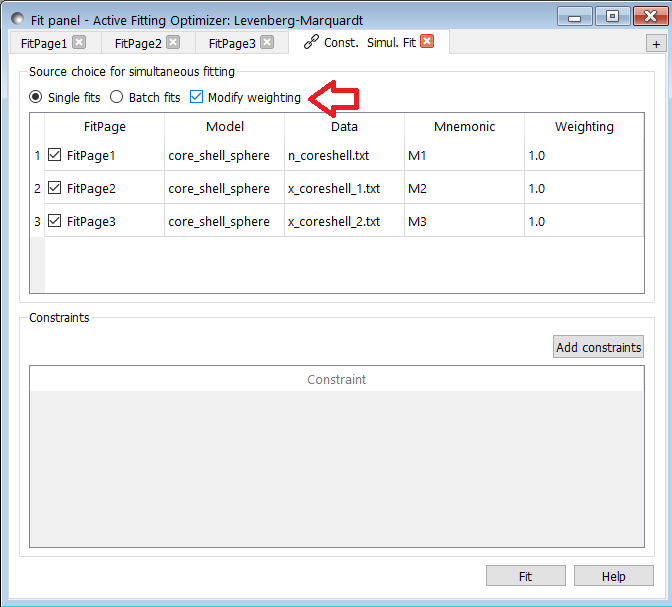 Fit panel - Active Fitting Optimizer: Levenberg-Marquardt
FitPage1 FitPage2 FitPage3 Const. Simul. Fit +
Source choice for simultaneous fitting
Single fits Batch fits Modify weighting
FitPage Model Data Mnemonic Weighting
1 FitPage1 core_shell_sphere n_coreshell.txt M1 1.0
2 FitPage2 core_shell_sphere x_coreshell_1.txt M2 1.0
3 FitPage3 core_shell_sphere x_coreshell_2.txt M3 1.0
Constraints
Add constraints
Constraint
Fit Help